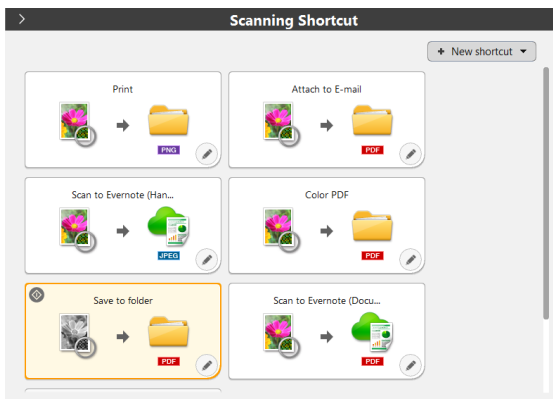 Scanning Shortcut
+ New shortcut
Print
PNG
Attach to E-mail
PDF
Scan to Evernote (Han...
JPEG
Color PDF
PDF
Save to folder
PDF
Scan to Evernote (Docu...
PDF